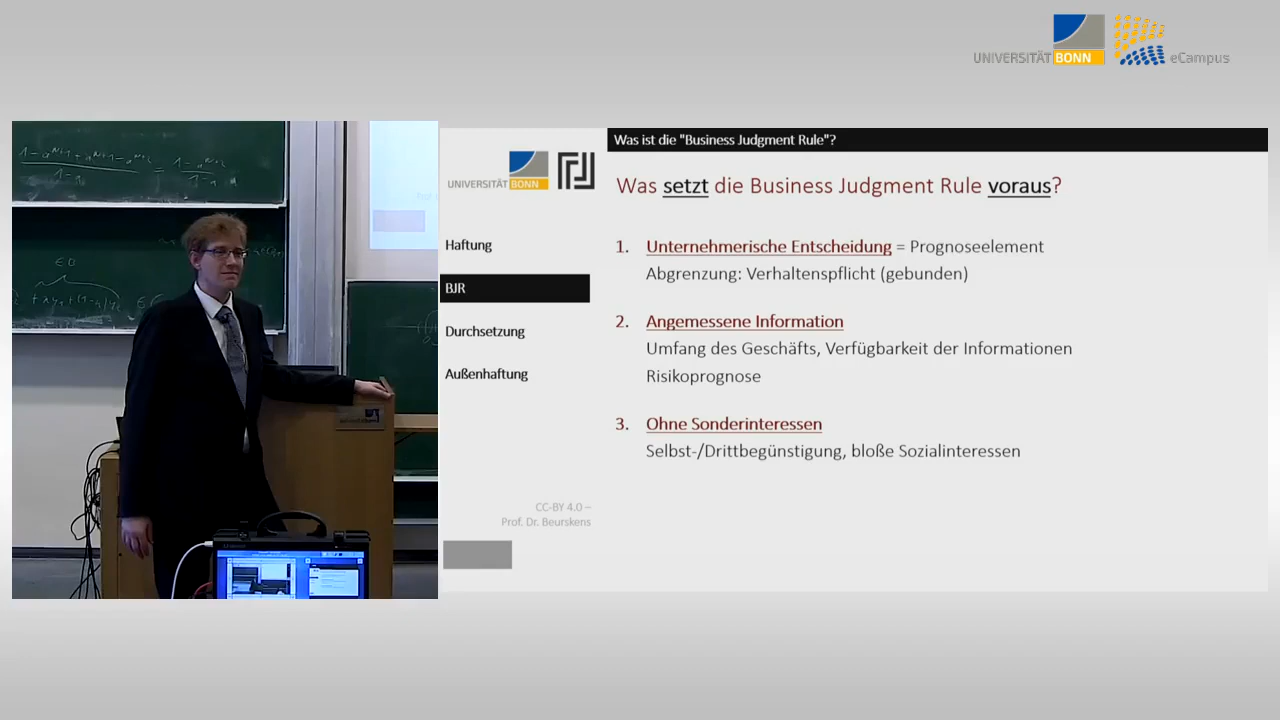 UNIVERSITÄT BONN
eCampus
Was ist die "Business Judgment Rule"?
UNIVERSITÄT BONN
Was setzt die Business Judgment Rule voraus?
Haftung
BJR
Durchsetzung
Außenhaftung
1. Unternehmerische Entscheidung = Prognoseelement
Abgrenzung: Verhaltenspflicht (gebunden)
2. Angemessene Information
Umfang des Geschäfts, Verfügbarkeit der Informationen
Risikoprognose
3. Ohne Sonderinteressen
Selbst-/Drittbegünstigung, bloße Sozialinteressen
CC-BY 4.0 –
Prof. Dr. Beurskens